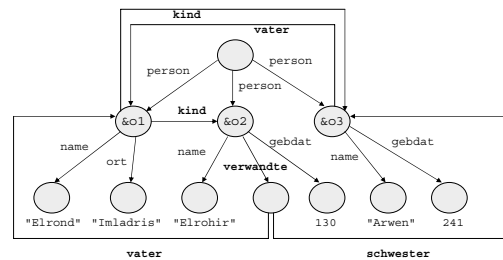 kind
vater
person person
person
kind
&o1 &o2 &o3
name ort name gebdat name gebdat
verwandte
"Elrond" "Imladris" "Elrohir" 130 "Arwen" 241
vater schwester